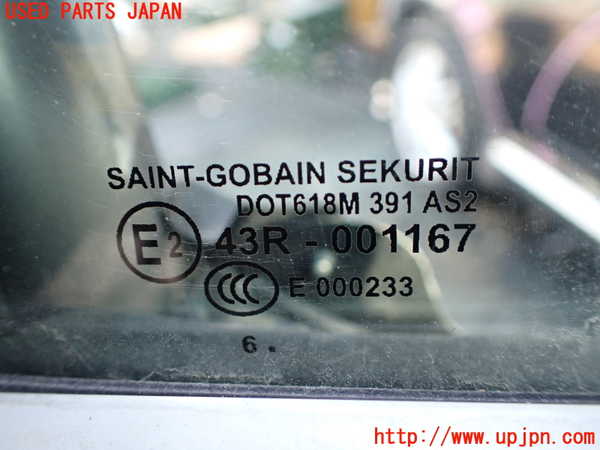 USED PARTS JAPAN
SAINT-GOBAIN SEKURIT
DOT618M 391 AS2
E2 43R - 001167
CCC E 000233
6 .
http://www.upjpn.com/